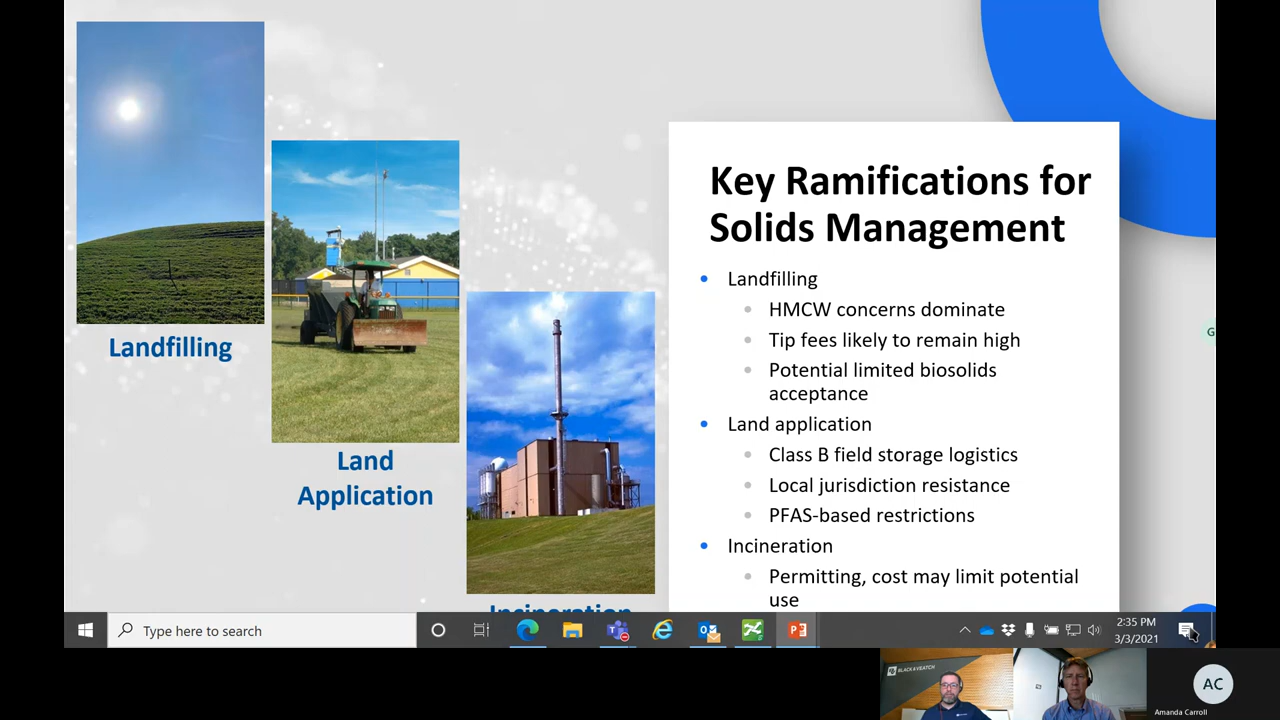 Landfilling
Land
Application
Incineration
Key Ramifications for
Solids Management
Landfilling
HMCW concerns dominate
Tip fees likely to remain high
Potential limited biosolids
acceptance
Land application
Class B field storage logistics
Local jurisdiction resistance
PFAS-based restrictions
Incineration
Permitting, cost may limit potential
use
G
Type here to search
2:35 PM
3/3/2021
BLACK & VEATCH
AC
Amanda Carroll